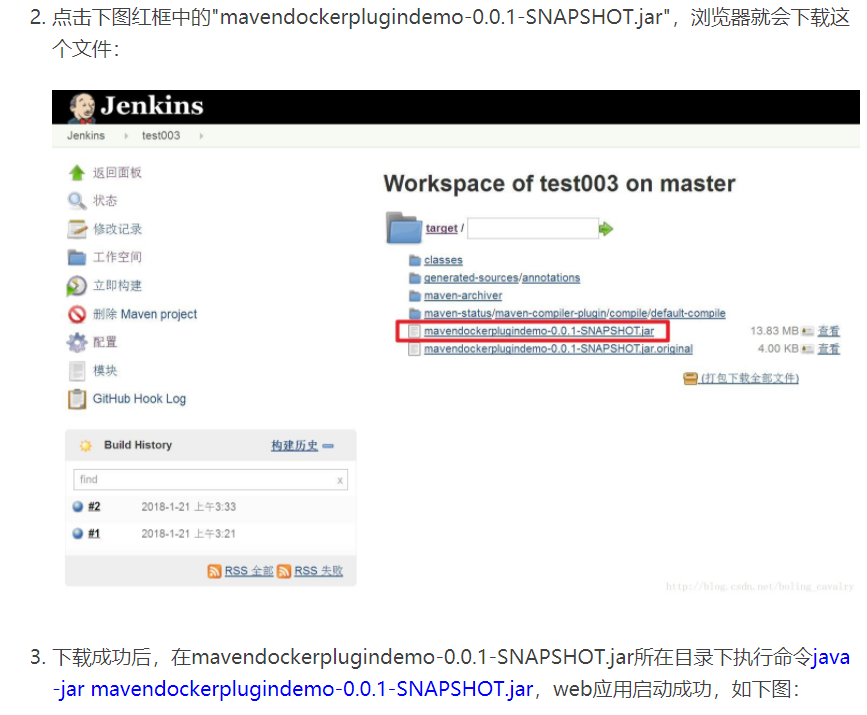 2. 点击下图红框中的"mavendockerplugindemo-0.0.1-SNAPSHOT.jar"，浏览器就会下载这
个文件：
Jenkins
Jenkins › test003 ›
返回面板
状态
修改记录
工作空间
立即构建
删除 Maven project
配置
模块
GitHub Hook Log
Build History 构建历史
find x
#2 2018-1-21 上午3:33
#1 2018-1-21 上午3:21
RSS 全部 RSS 失败
Workspace of test003 on master
target /
classes
generated-sources/annotations
maven-archiver
maven-status/maven-compiler-plugin/compile/default-compile
mavendockerplugindemo-0.0.1-SNAPSHOT.jar 13.83 MB 查看
mavendockerplugindemo-0.0.1-SNAPSHOT.jar.original 4.00 KB 查看
(打包下载全部文件)
http://blog.csdn.net/boling_cavalry
3. 下载成功后，在mavendockerplugindemo-0.0.1-SNAPSHOT.jar所在目录下执行命令java
-jar mavendockerplugindemo-0.0.1-SNAPSHOT.jar，web应用启动成功，如下图：